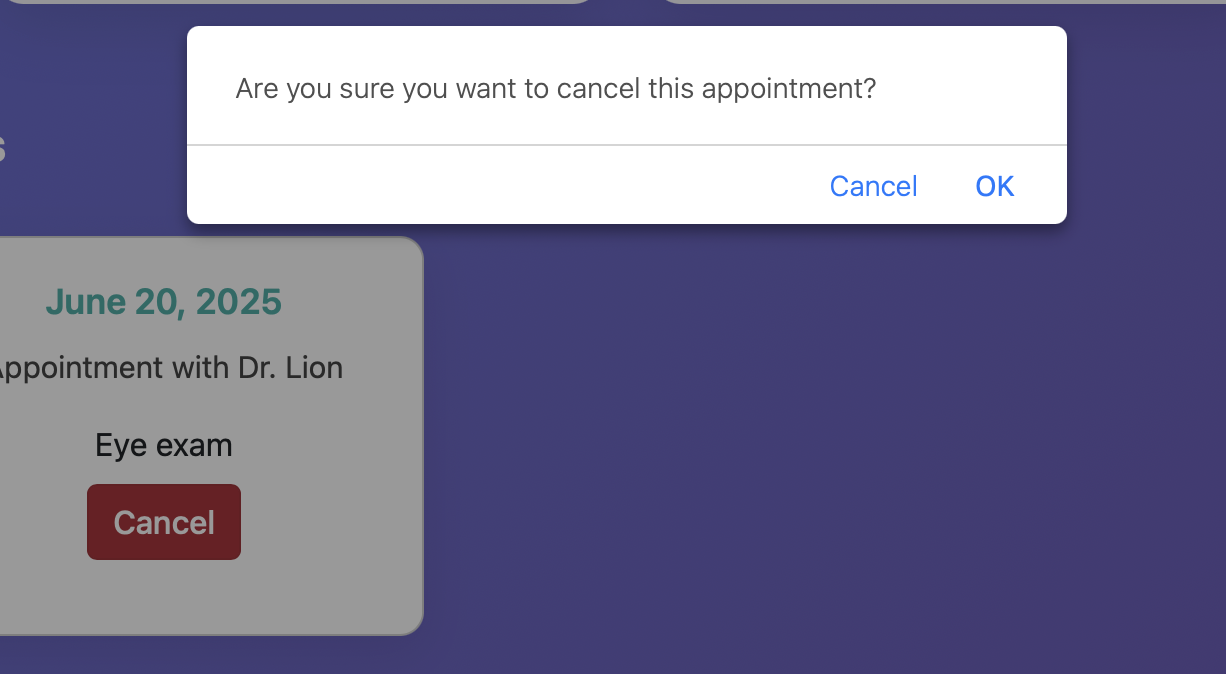 Are you sure you want to cancel this appointment?
Cancel OK
June 20, 2025
Appointment with Dr. Lion
Eye exam
Cancel